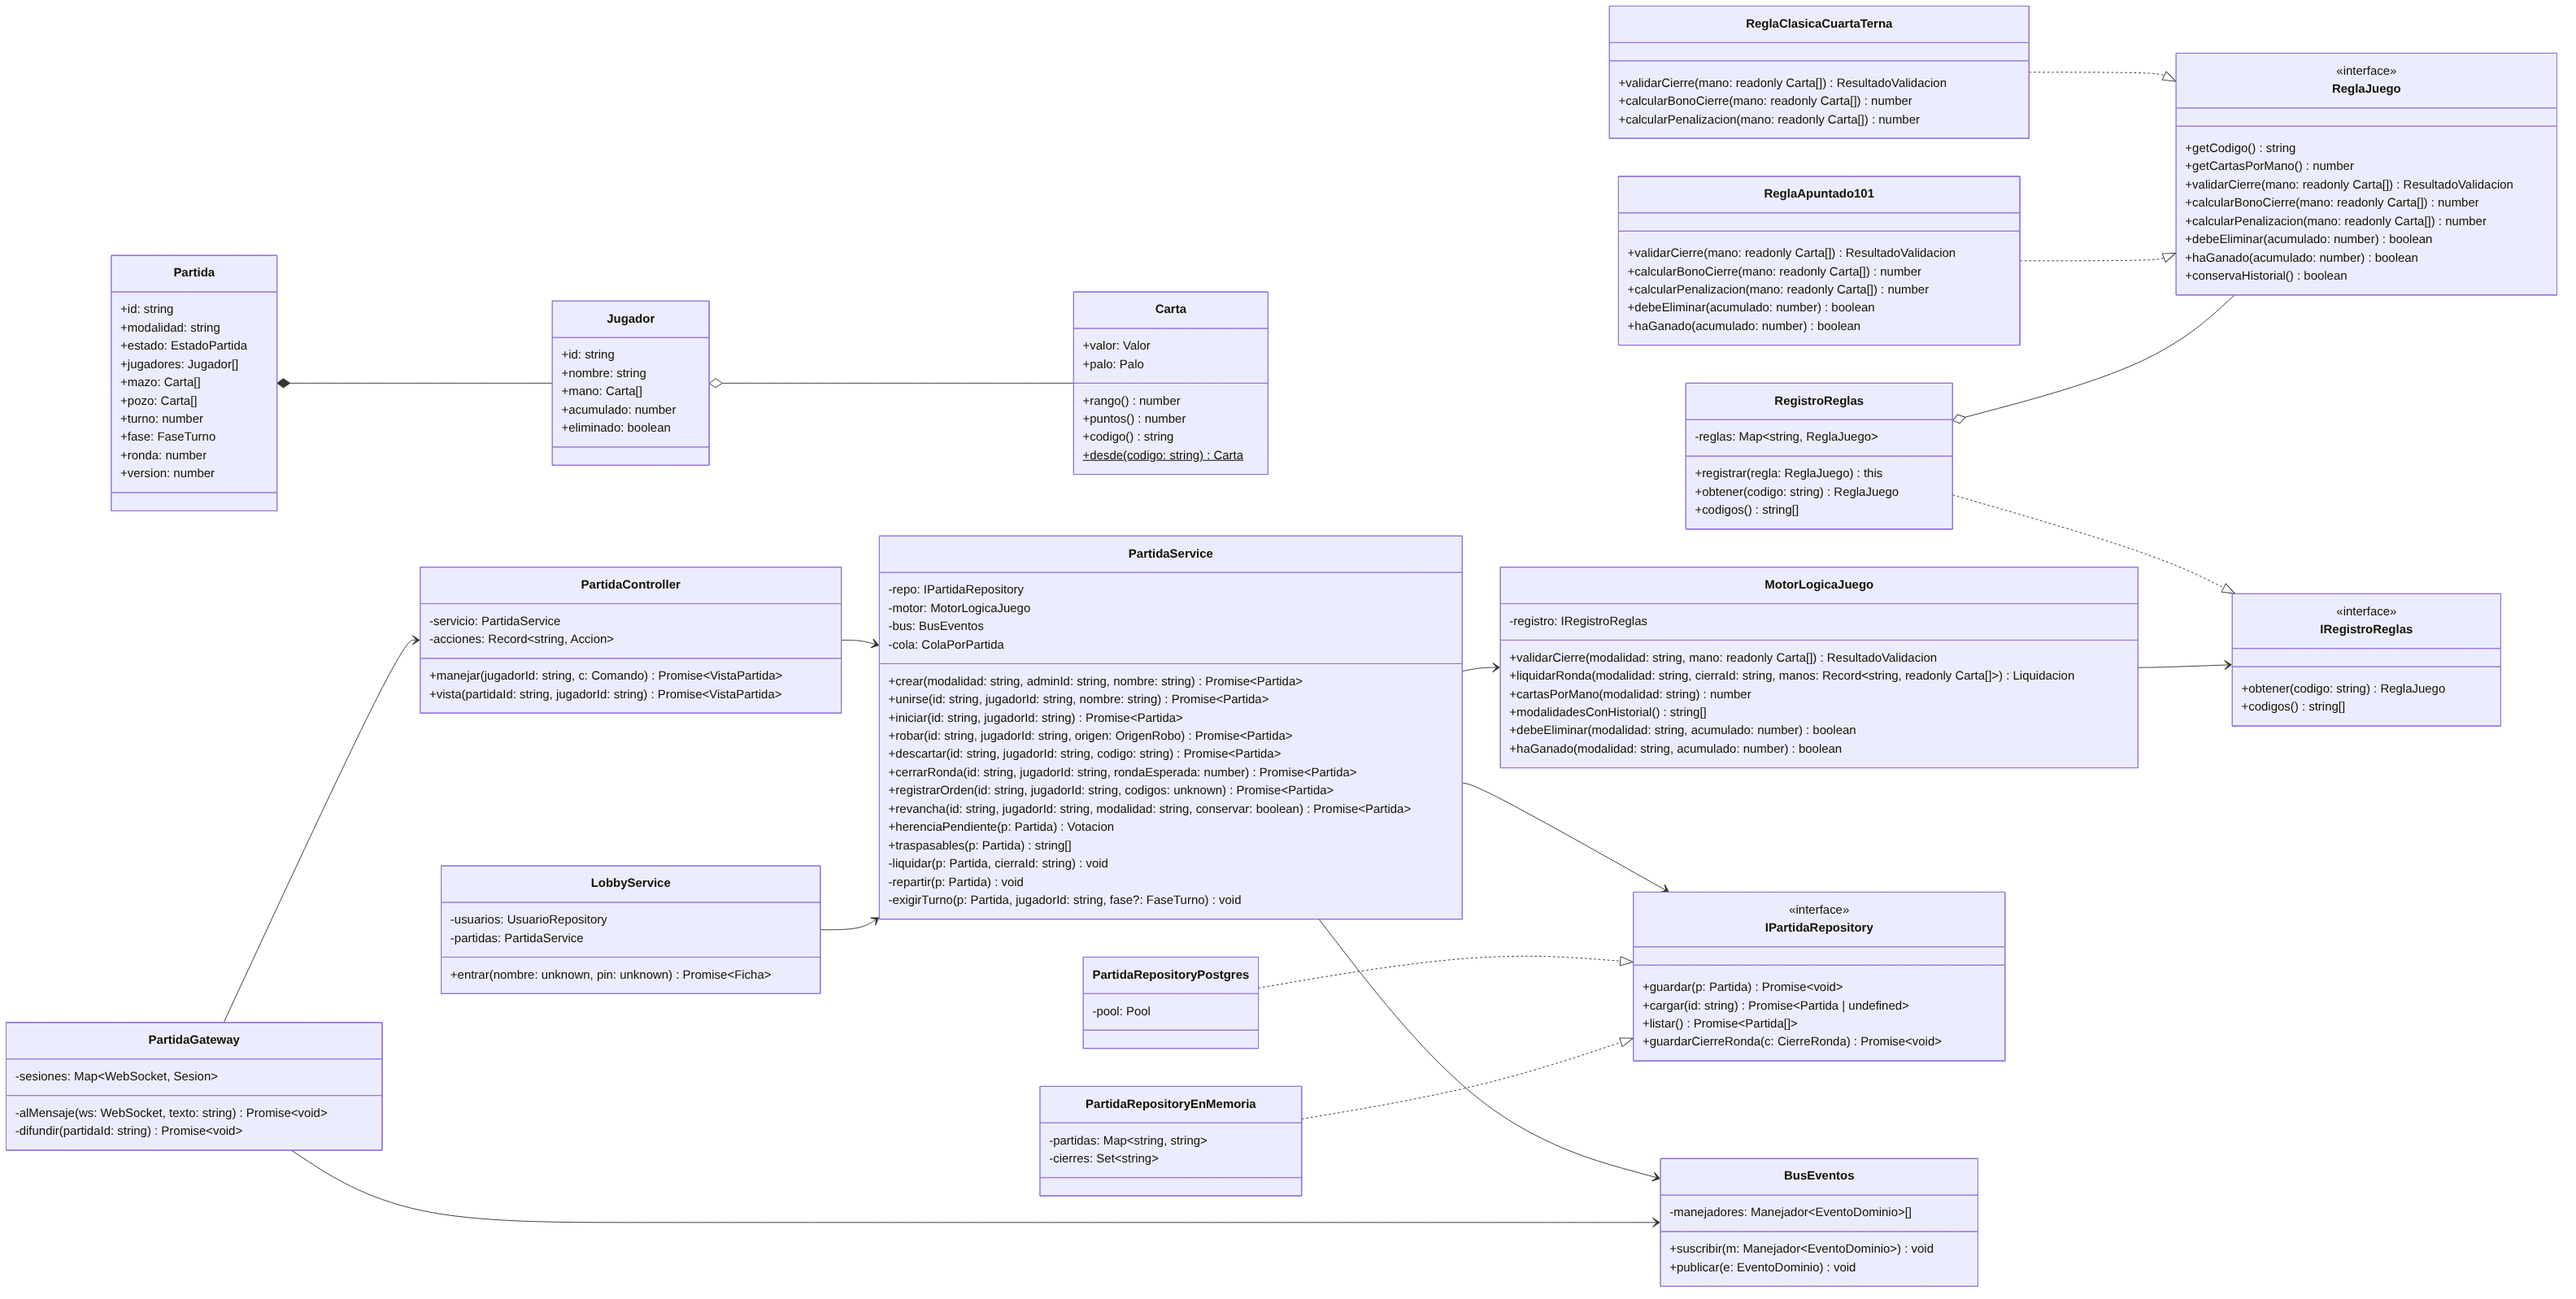 ReglaClasicaCuartaTerna
+validarCierre(mano: readonly Carta[]) : ResultadoValidacion
+calcularBonoCierre(mano: readonly Carta[]) : number
+calcularPenalizacion(mano: readonly Carta[]) : number
«interface»
ReglaJuego
+getCodigo() : string
+getCartasPorMano() : number
+validarCierre(mano: readonly Carta[]) : ResultadoValidacion
+calcularBonoCierre(mano: readonly Carta[]) : number
+calcularPenalizacion(mano: readonly Carta[]) : number
+debeEliminar(acumulado: number) : boolean
+haGanado(acumulado: number) : boolean
+conservaHistorial() : boolean
ReglaApuntado101
+validarCierre(mano: readonly Carta[]) : ResultadoValidacion
+calcularBonoCierre(mano: readonly Carta[]) : number
+calcularPenalizacion(mano: readonly Carta[]) : number
+debeEliminar(acumulado: number) : boolean
+haGanado(acumulado: number) : boolean
Partida
+id: string
+modalidad: string
+estado: EstadoPartida
+jugadores: Jugador[]
+mazo: Carta[]
+pozo: Carta[]
+turno: number
+fase: FaseTurno
+ronda: number
+version: number
Jugador
+id: string
+nombre: string
+mano: Carta[]
+acumulado: number
+eliminado: boolean
Carta
+valor: Valor
+palo: Palo
+rango() : number
+puntos() : number
+codigo() : string
+desde(codigo: string) : Carta
RegistroReglas
-reglas: Map<string, ReglaJuego>
+registrar(regla: ReglaJuego) : this
+obtener(codigo: string) : ReglaJuego
+codigos() : string[]
PartidaController
-servicio: PartidaService
-acciones: Record<string, Accion>
+manejar(jugadorId: string, c: Comando) : Promise<VistaPartida>
+vista(partidaId: string, jugadorId: string) : Promise<VistaPartida>
PartidaService
-repo: IPartidaRepository
-motor: MotorLogicaJuego
-bus: BusEventos
-cola: ColaPorPartida
+crear(modalidad: string, adminId: string, nombre: string) : Promise<Partida>
+unirse(id: string, jugadorId: string, nombre: string) : Promise<Partida>
+iniciar(id: string, jugadorId: string) : Promise<Partida>
+robar(id: string, jugadorId: string, origen: OrigenRobo) : Promise<Partida>
+descartar(id: string, jugadorId: string, codigo: string) : Promise<Partida>
+cerrarRonda(id: string, jugadorId: string, rondaEsperada: number) : Promise<Partida>
+registrarOrden(id: string, jugadorId: string, codigos: unknown) : Promise<Partida>
+revancha(id: string, jugadorId: string, modalidad: string, conservar: boolean) : Promise<Partida>
+herenciaPendiente(p: Partida) : Votacion
+traspasables(p: Partida) : string[]
-liquidar(p: Partida, cierraId: string) : void
-repartir(p: Partida) : void
-exigirTurno(p: Partida, jugadorId: string, fase?: FaseTurno) : void
MotorLogicaJuego
-registro: IRegistroReglas
+validarCierre(modalidad: string, mano: readonly Carta[]) : ResultadoValidacion
+liquidarRonda(modalidad: string, cierraId: string, manos: Record<string, readonly Carta[]>) : Liquidacion
+cartasPorMano(modalidad: string) : number
+modalidadesConHistorial() : string[]
+debeEliminar(modalidad: string, acumulado: number) : boolean
+haGanado(modalidad: string, acumulado: number) : boolean
«interface»
IRegistroReglas
+obtener(codigo: string) : ReglaJuego
+codigos() : string[]
LobbyService
-usuarios: UsuarioRepository
-partidas: PartidaService
+entrar(nombre: unknown, pin: unknown) : Promise<Ficha>
«interface»
IPartidaRepository
+guardar(p: Partida) : Promise<void>
+cargar(id: string) : Promise<Partida | undefined>
+listar() : Promise<Partida[]>
+guardarCierreRonda(c: CierreRonda) : Promise<void>
PartidaRepositoryPostgres
-pool: Pool
PartidaGateway
-sesiones: Map<WebSocket, Sesion>
-alMensaje(ws: WebSocket, texto: string) : Promise<void>
-difundir(partidaId: string) : Promise<void>
PartidaRepositoryEnMemoria
-partidas: Map<string, string>
-cierres: Set<string>
BusEventos
-manejadores: Manejador<EventoDominio>[]
+suscribir(m: Manejador<EventoDominio>) : void
+publicar(e: EventoDominio) : void